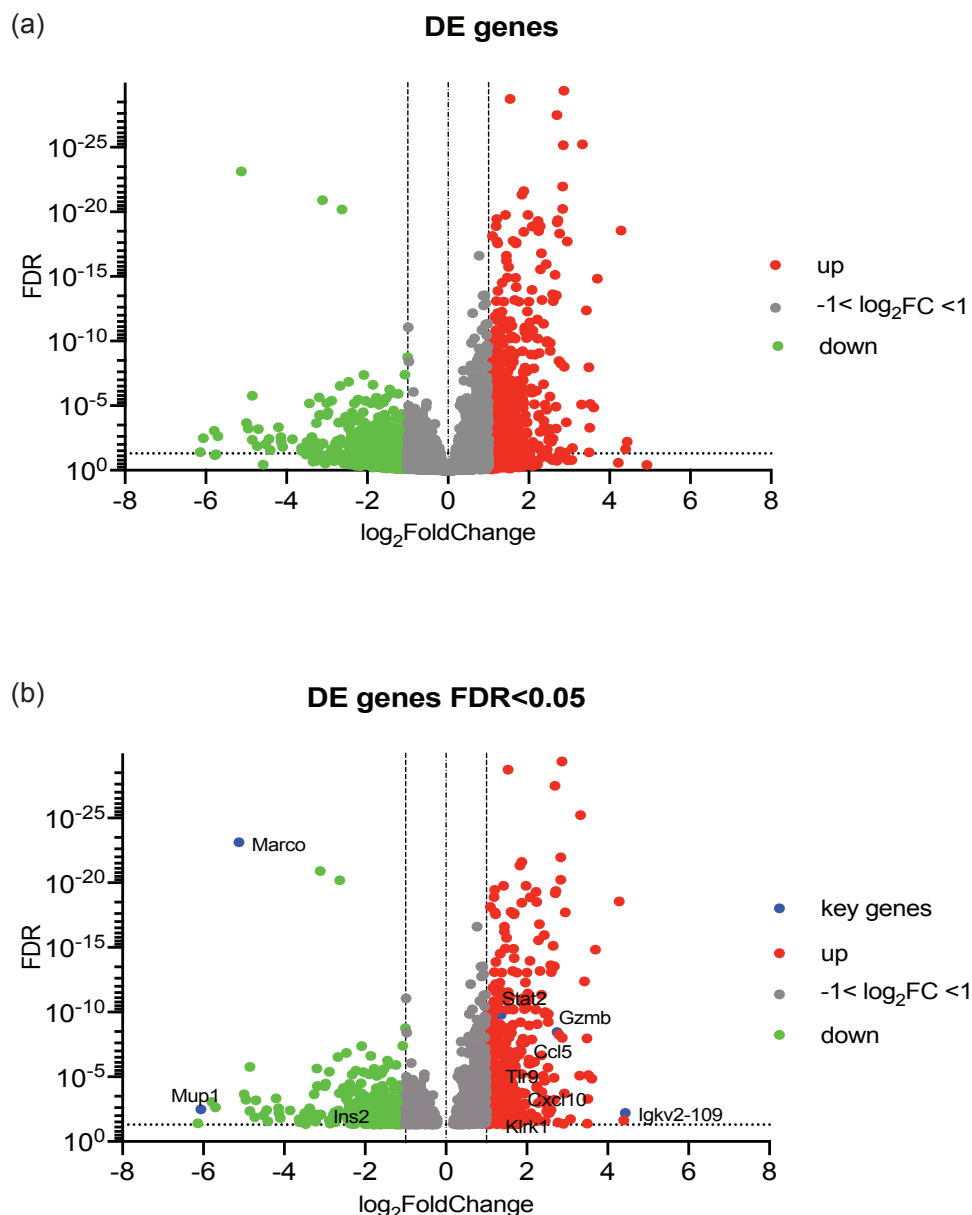 (a)
DE genes
10-25
10-20
10-15
10-10
10-5
100
FDR
-8 -6 -4 -2 0 2 4 6 8
log2FoldChange
up
-1< log2FC <1
down
(b)
DE genes FDR<0.05
10-25
10-20
10-15
10-10
10-5
100
FDR
Marco
Stat2
Gzmb
Ccl5
Tlr9
Mup1
Cxcl10
Ins2
Igkv2-109
Klrk1
-8 -6 -4 -2 0 2 4 6 8
log2FoldChange
key genes
up
-1< log2FC <1
down